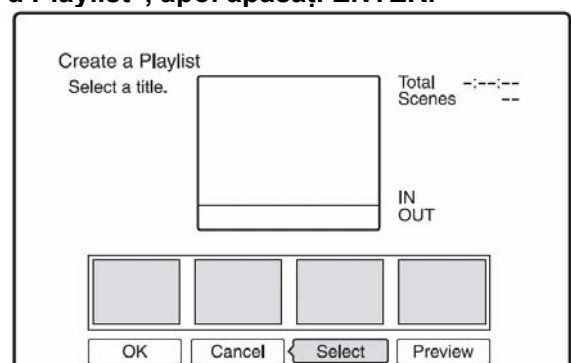 a Playlist", apoi apăsați ENTER.
Create a Playlist
Select a title.
Total -:--:--
Scenes --
IN
OUT
OK Cancel Select Preview